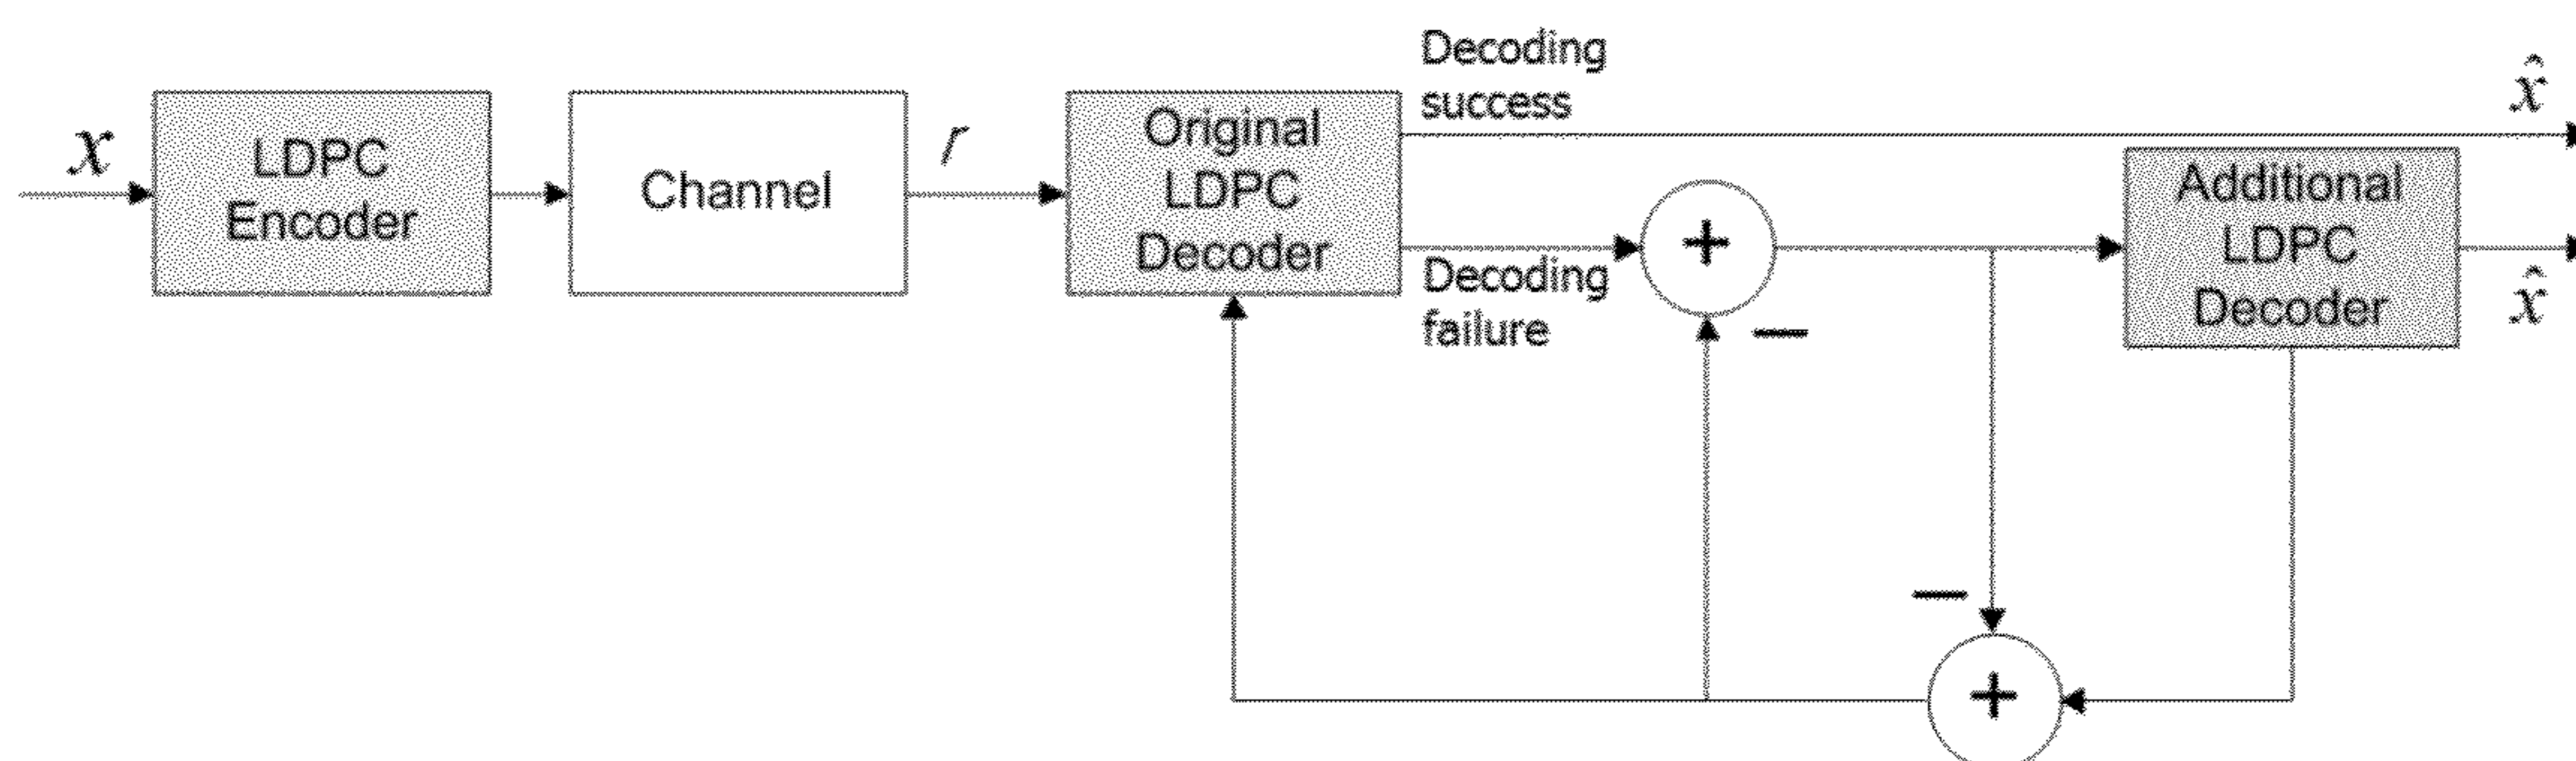 x
LDPC
Encoder
Channel
r
Original
LDPC
Decoder
Decoding
success
Decoding
failure
+
−
Additional
LDPC
Decoder
x̂
x̂
−
+